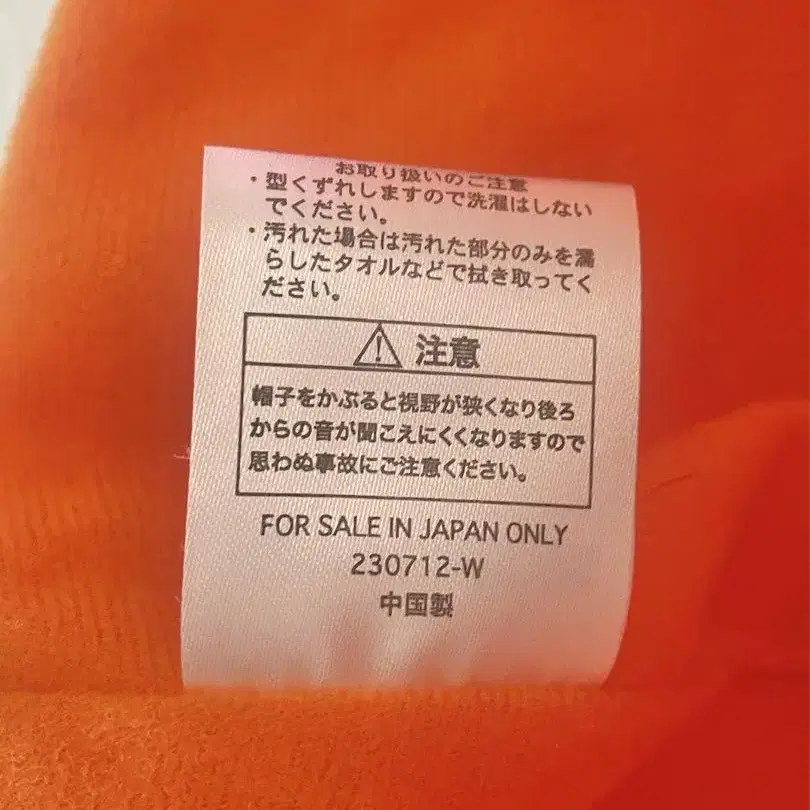 お取り扱いのご注意
・型くずれしますので洗濯はしない
でください。
・汚れた場合は汚れた部分のみを濡
らしたタオルなどで拭き取ってく
ださい。
注意
帽子をかぶると視野が狭くなり後ろ
からの音が聞こえにくくなりますので
思わぬ事故にご注意ください。
FOR SALE IN JAPAN ONLY
230712-W
中国製